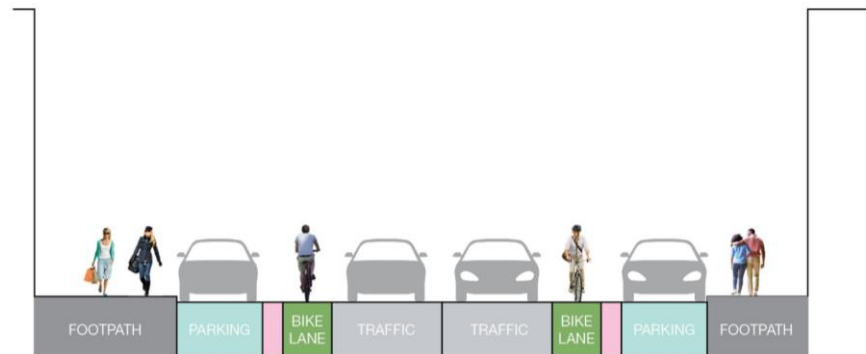 FOOTPATH
PARKING
BIKE
LANE
TRAFFIC
TRAFFIC
BIKE
LANE
PARKING
FOOTPATH